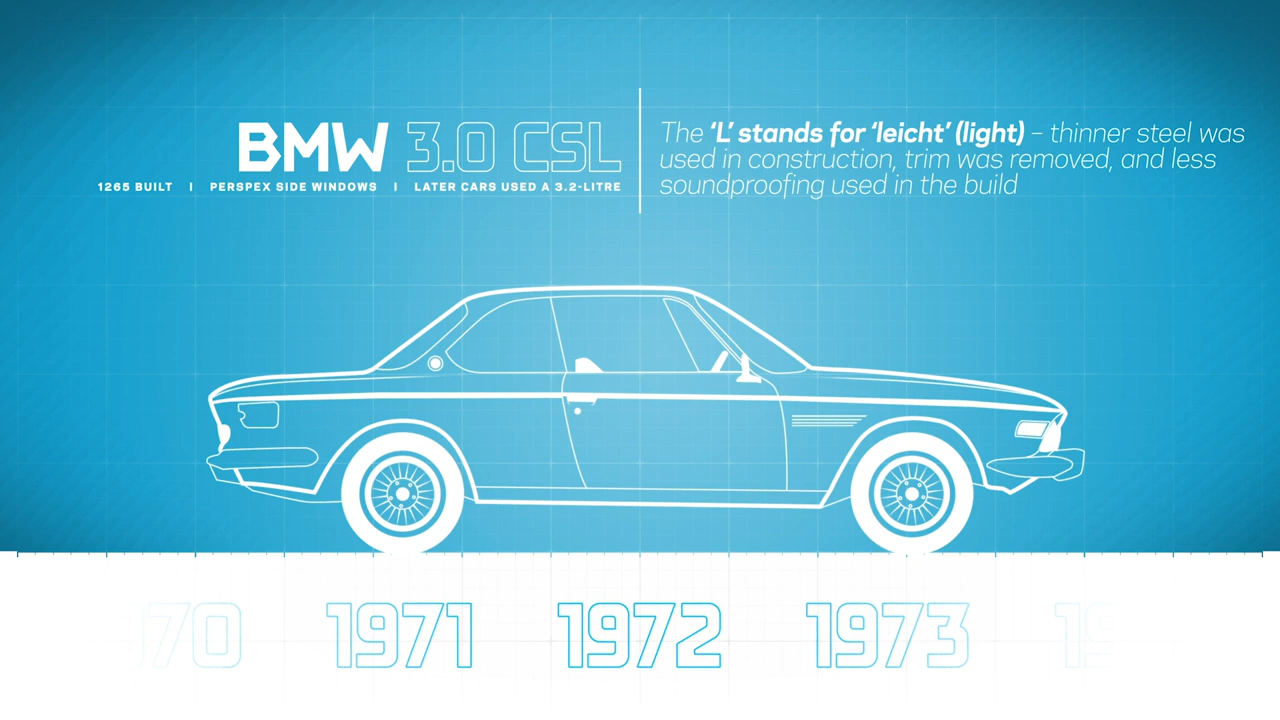 BMW 3.0 CSL
1265 BUILT | PERSPEX SIDE WINDOWS | LATER CARS USED A 3.2-LITRE
The ‘L’ stands for ‘leicht’ (light) – thinner steel was
used in construction, trim was removed, and less
soundproofing used in the build
70 1971 1972 1973 19